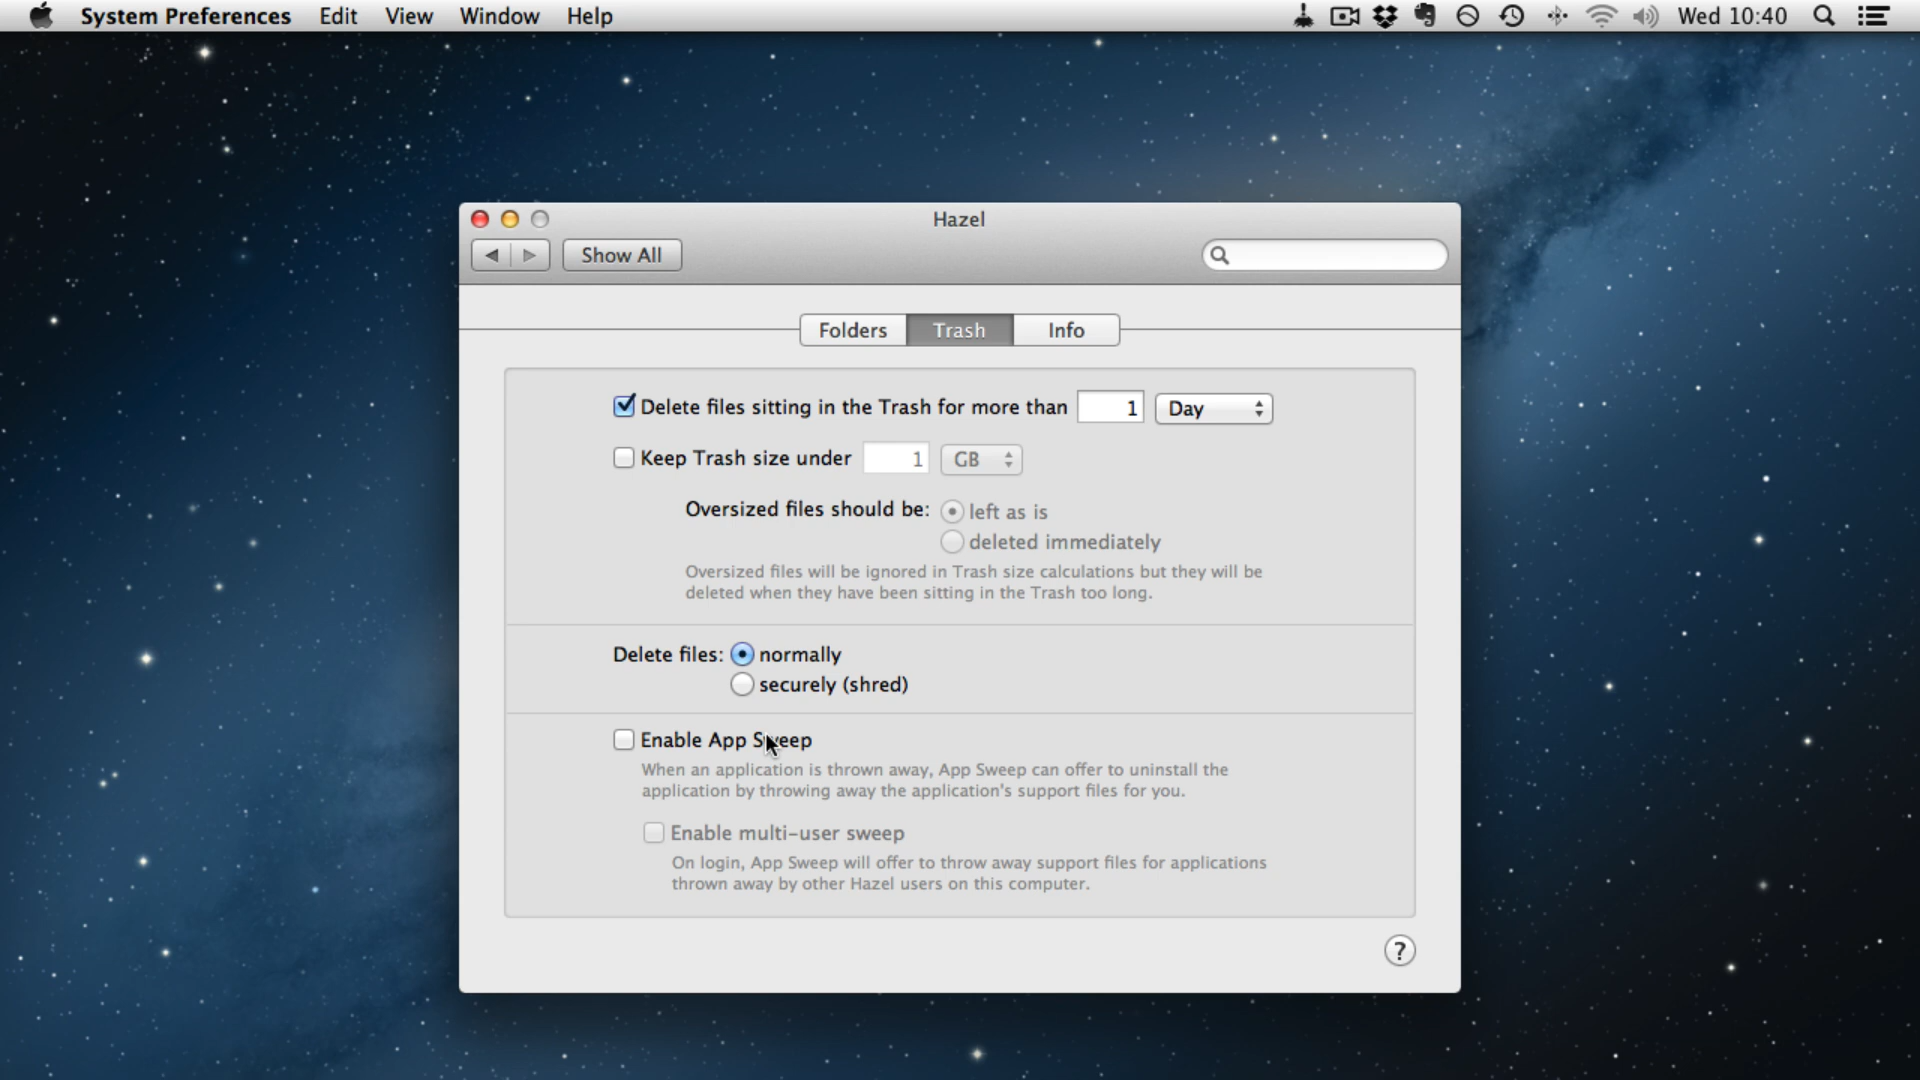 System Preferences Edit View Window Help Wed 10:40
Hazel
Show All
Folders Trash Info
Delete files sitting in the Trash for more than 1 Day
Keep Trash size under 1 GB
Oversized files should be: left as is
deleted immediately
Oversized files will be ignored in Trash size calculations but they will be
deleted when they have been sitting in the Trash too long.
Delete files: normally
securely (shred)
Enable App Sweep
When an application is thrown away, App Sweep can offer to uninstall the
application by throwing away the application's support files for you.
Enable multi-user sweep
On login, App Sweep will offer to throw away support files for applications
thrown away by other Hazel users on this computer.
?